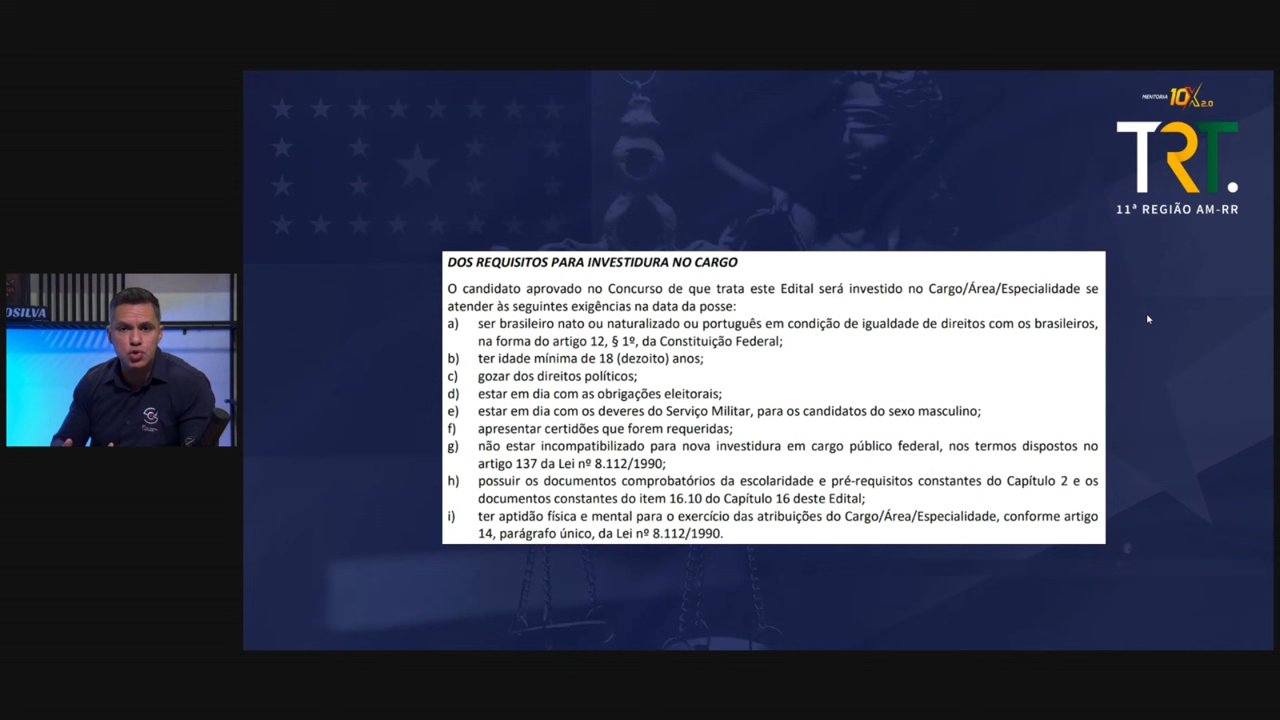 MENTORIA 10X 2.0
TRT.
11ª REGIÃO AM-RR
OSILVA
DOS REQUISITOS PARA INVESTIDURA NO CARGO
O candidato aprovado no Concurso de que trata este Edital será investido no Cargo/Área/Especialidade se
atender às seguintes exigências na data da posse:
a) ser brasileiro nato ou naturalizado ou português em condição de igualdade de direitos com os brasileiros,
na forma do artigo 12, § 1º, da Constituição Federal;
b) ter idade mínima de 18 (dezoito) anos;
c) gozar dos direitos políticos;
d) estar em dia com as obrigações eleitorais;
e) estar em dia com os deveres do Serviço Militar, para os candidatos do sexo masculino;
f) apresentar certidões que forem requeridas;
g) não estar incompatibilizado para nova investidura em cargo público federal, nos termos dispostos no
artigo 137 da Lei nº 8.112/1990;
h) possuir os documentos comprobatórios da escolaridade e pré-requisitos constantes do Capítulo 2 e os
documentos constantes do item 16.10 do Capítulo 16 deste Edital;
i) ter aptidão física e mental para o exercício das atribuições do Cargo/Área/Especialidade, conforme artigo
14, parágrafo único, da Lei nº 8.112/1990.